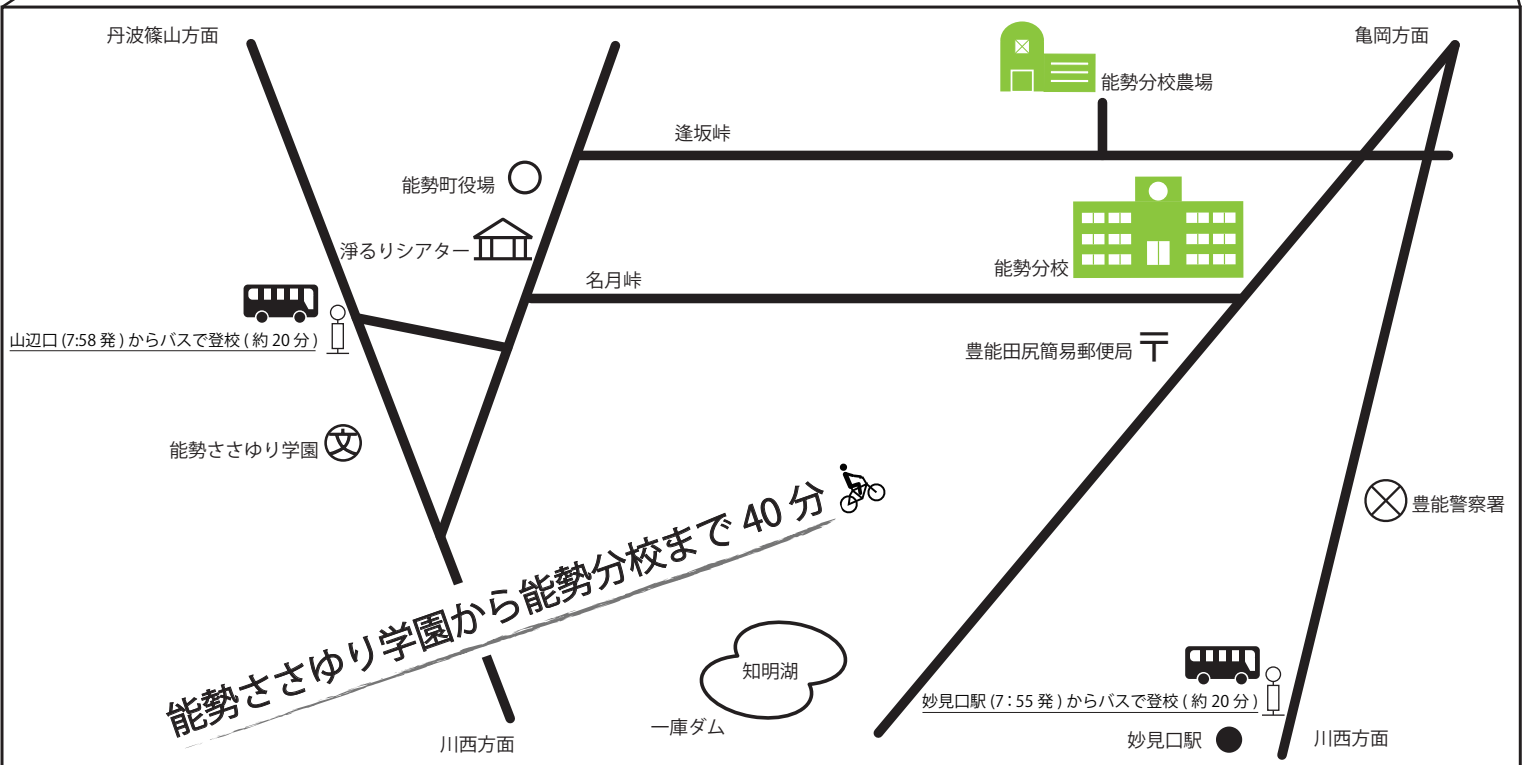 丹波篠山方面
亀岡方面
能勢分校農場
逢坂峠
能勢町役場
淨るりシアター
能勢分校
名月峠
山辺口 (7:58 発 ) からバスで登校 ( 約 20 分 )
豊能田尻簡易郵便局
能勢ささゆり学園
文
能勢ささゆり学園から能勢分校まで 40 分
豊能警察署
知明湖
妙見口駅 (7 : 55 発 ) からバスで登校 ( 約 20 分 )
一庫ダム
川西方面
妙見口駅
川西方面